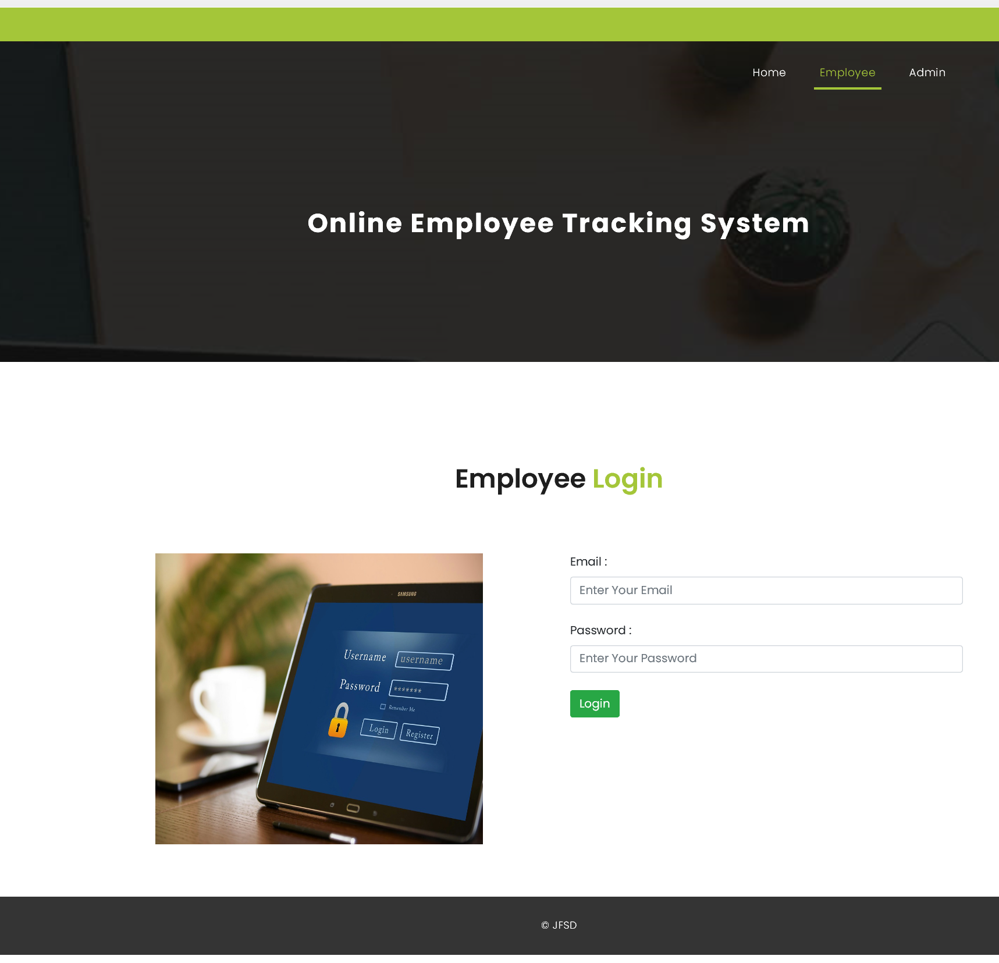 Home Employee Admin
Online Employee Tracking System
Employee Login
SAMSUNG
Username username
Password *******
Remember Me
Login Register
Email :
Enter Your Email
Password :
Enter Your Password
Login
© JFSD